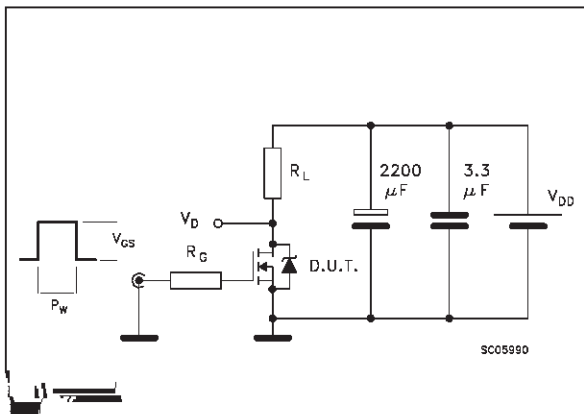 2200
μF
3.3
μF
R_L
V_DD
V_D
V_GS
R_G
D.U.T.
P_W
SC05990